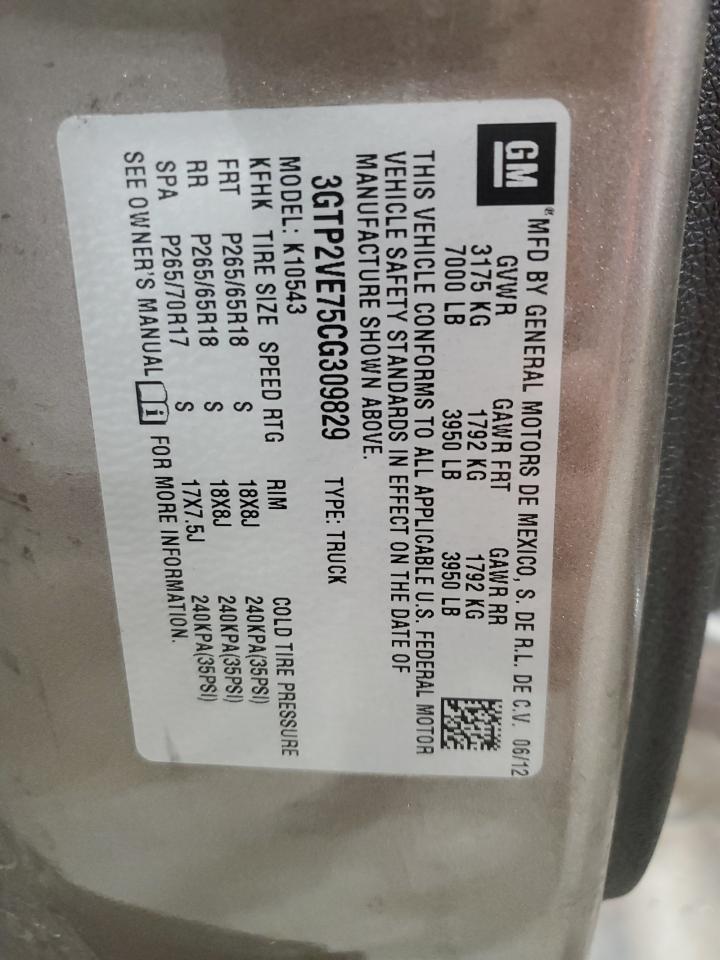 GM
® MFD BY GENERAL MOTORS DE MEXICO, S. DE R.L. DE C.V. 06/12
GVWR GAWR FRT GAWR RR
3175 KG 1792 KG 1792 KG
7000 LB 3950 LB 3950 LB
THIS VEHICLE CONFORMS TO ALL APPLICABLE U.S. FEDERAL MOTOR
VEHICLE SAFETY STANDARDS IN EFFECT ON THE DATE OF
MANUFACTURE SHOWN ABOVE.
3GTP2VE75CG309829 TYPE: TRUCK
MODEL: K10543
KFHK TIRE SIZE SPEED RTG RIM COLD TIRE PRESSURE
FRT P265/65R18 S 18X8J 240KPA(35PSI)
RR P265/65R18 S 18X8J 240KPA(35PSI)
SPA P265/70R17 S 17X7.5J 240KPA(35PSI)
SEE OWNER'S MANUAL i FOR MORE INFORMATION.